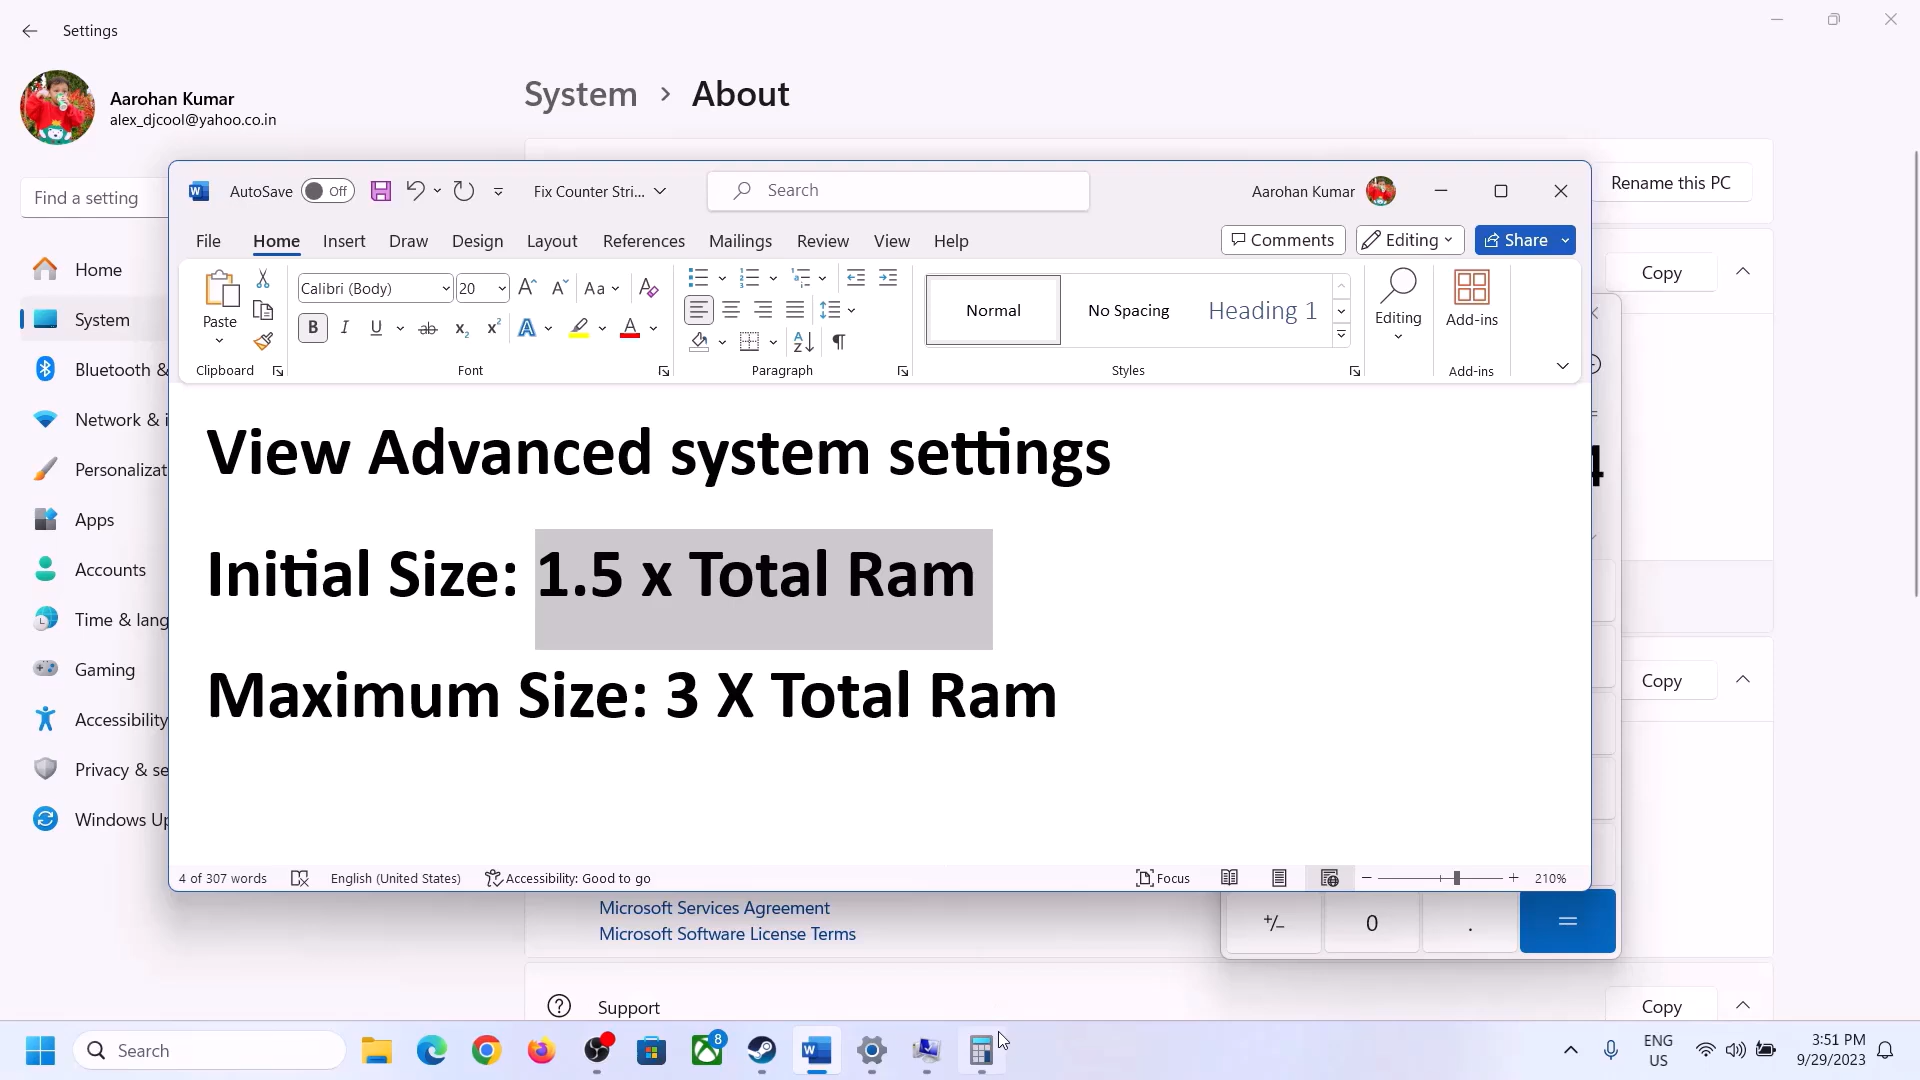 Settings
Aarohan Kumar
alex_djcool@yahoo.co.in
System > About
Find a setting
Rename this PC
AutoSave Off
Fix Counter Stri...
Search
Aarohan Kumar
File Home Insert Draw Design Layout References Mailings Review View Help
Comments Editing Share
Home
System
Bluetooth &
Network & i
Personalizat
Apps
Accounts
Time & lang
Gaming
Accessibility
Privacy & se
Windows Up
Paste
Clipboard
Calibri (Body) 20
Font
Paragraph
Normal No Spacing Heading 1
Styles
Editing
Add-ins
Add-ins
Copy
View Advanced system settings
Initial Size: 1.5 x Total Ram
Maximum Size: 3 X Total Ram
Copy
4 of 307 words English (United States) Accessibility: Good to go Focus 210%
Microsoft Services Agreement
Microsoft Software License Terms
+/- 0 . =
Support
Copy
Search
8
ENG
US
3:51 PM
9/29/2023